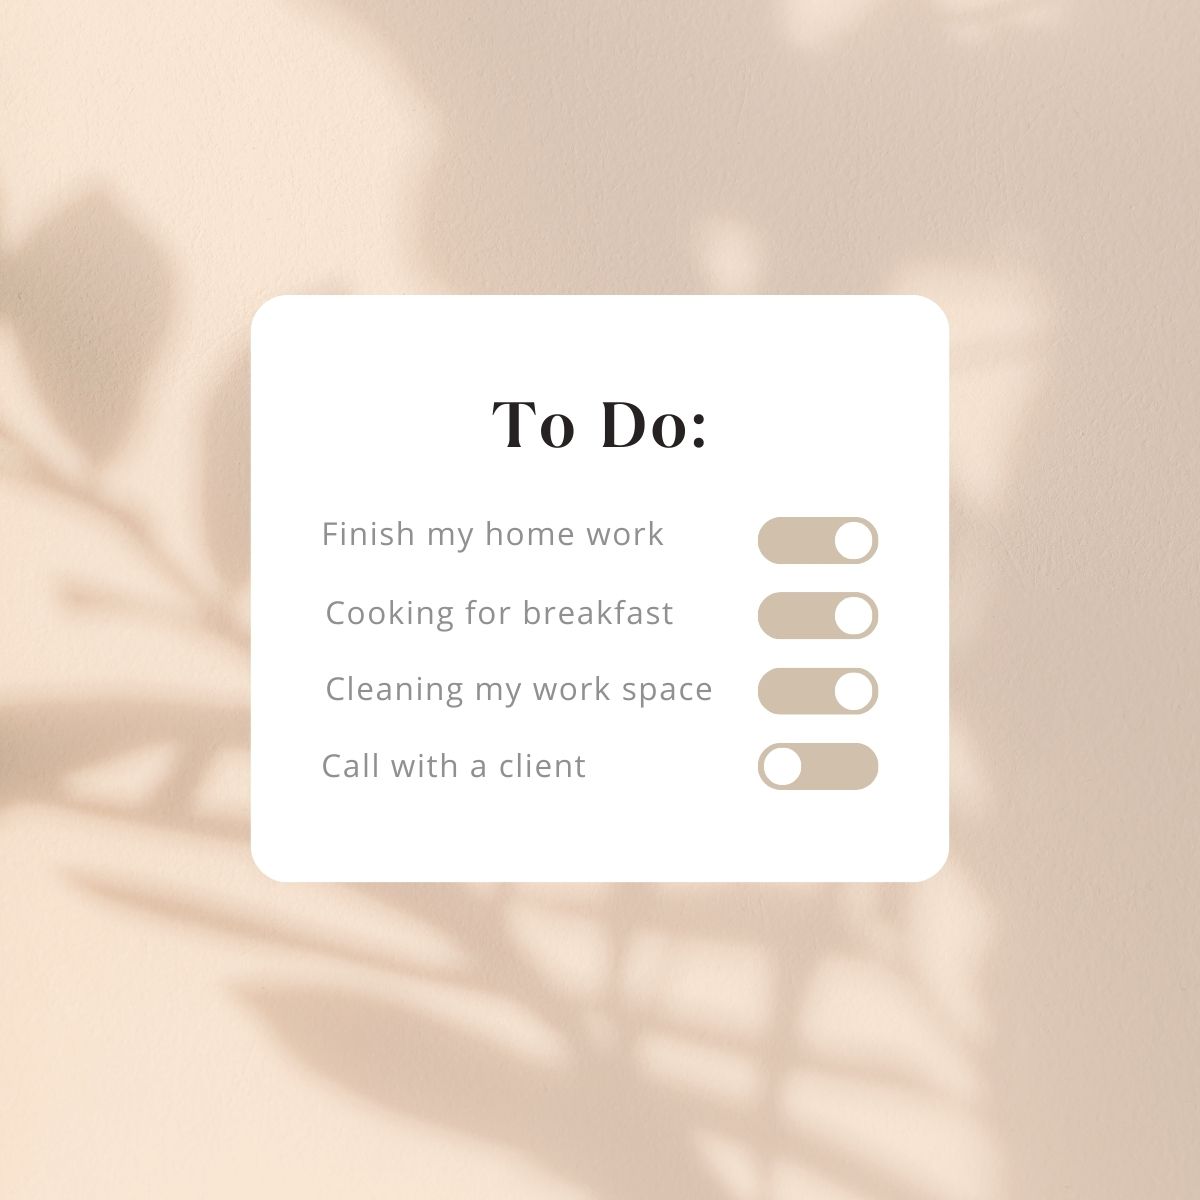 To Do:
Finish my home work
Cooking for breakfast
Cleaning my work space
Call with a client